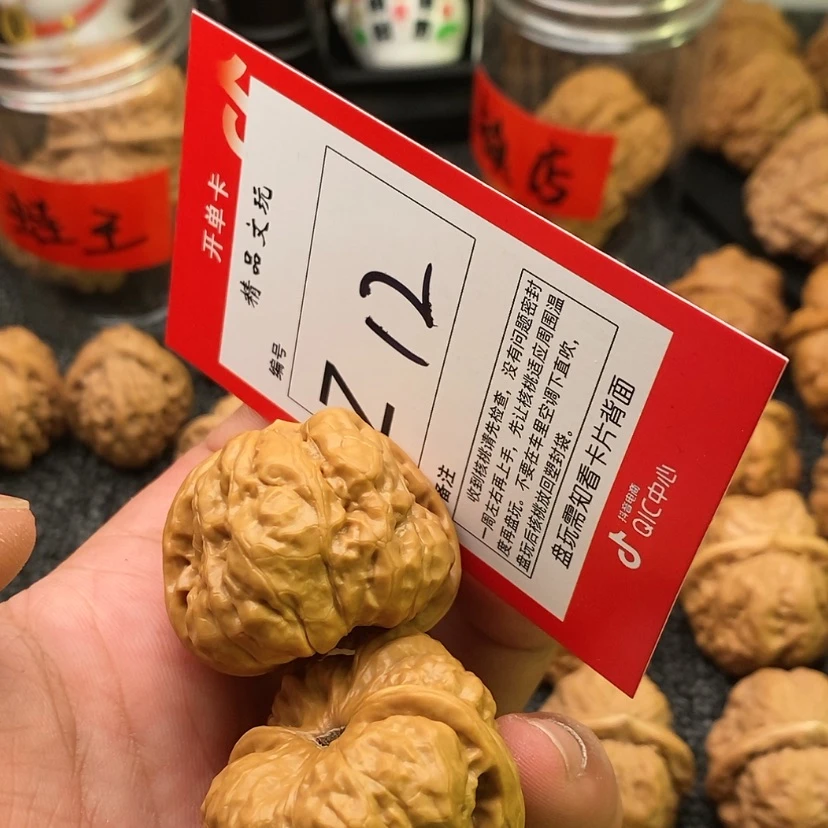 开单卡
精品文玩
编号
Z 12
备注
收到核桃请先检查，没有问题密封
一周左右再上手，先让核桃适应周围温
度再盘玩。不要在车里空调下直吹，
盘玩后核桃放回塑封袋。
盘玩需知看卡片背面
抖音电商
QIC中心